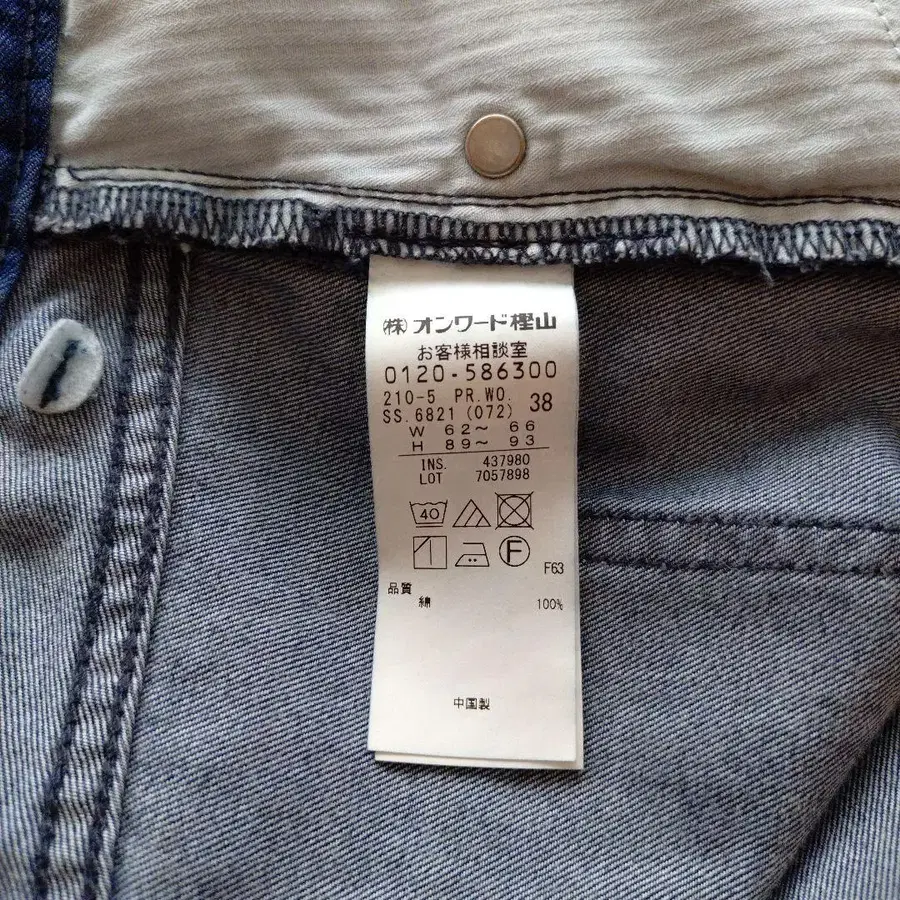 ㈱オンワード樫山
お客様相談室
0120-586300
210-5 PR.WO. 38
SS.6821(072)
W 62～ 66
H 89～ 93
INS. 437980
LOT 7057898
40
F
F63
品質
綿 100%
中国製